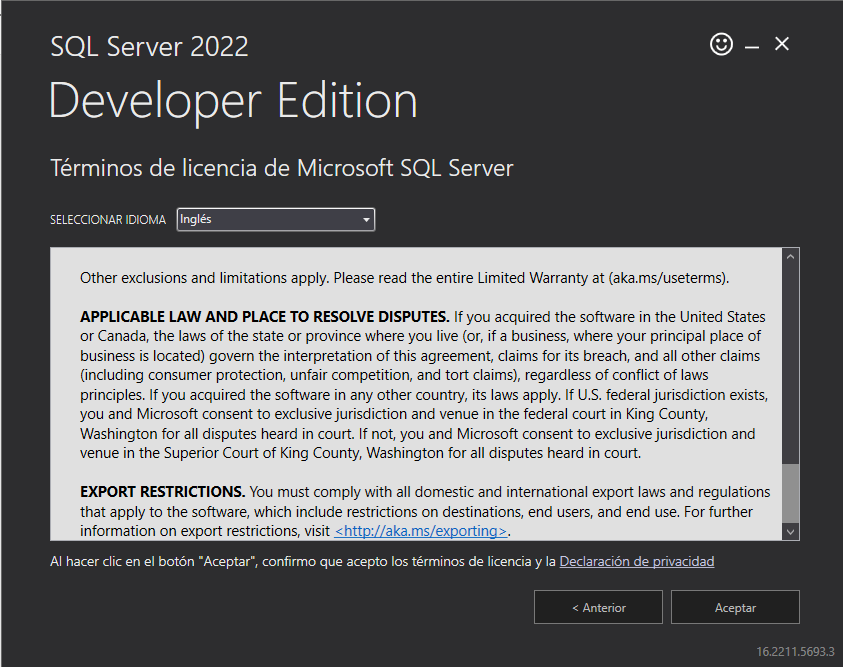 SQL Server 2022
Developer Edition
Términos de licencia de Microsoft SQL Server
SELECCIONAR IDIOMA
Inglés
Other exclusions and limitations apply. Please read the entire Limited Warranty at (aka.ms/useterms).
APPLICABLE LAW AND PLACE TO RESOLVE DISPUTES. If you acquired the software in the United States
or Canada, the laws of the state or province where you live (or, if a business, where your principal place of
business is located) govern the interpretation of this agreement, claims for its breach, and all other claims
(including consumer protection, unfair competition, and tort claims), regardless of conflict of laws
principles. If you acquired the software in any other country, its laws apply. If U.S. federal jurisdiction exists,
you and Microsoft consent to exclusive jurisdiction and venue in the federal court in King County,
Washington for all disputes heard in court. If not, you and Microsoft consent to exclusive jurisdiction and
venue in the Superior Court of King County, Washington for all disputes heard in court.
EXPORT RESTRICTIONS. You must comply with all domestic and international export laws and regulations
that apply to the software, which include restrictions on destinations, end users, and end use. For further
information on export restrictions, visit <http://aka.ms/exporting>.
Al hacer clic en el botón "Aceptar", confirmo que acepto los términos de licencia y la Declaración de privacidad
< Anterior
Aceptar
16.2211.5693.3